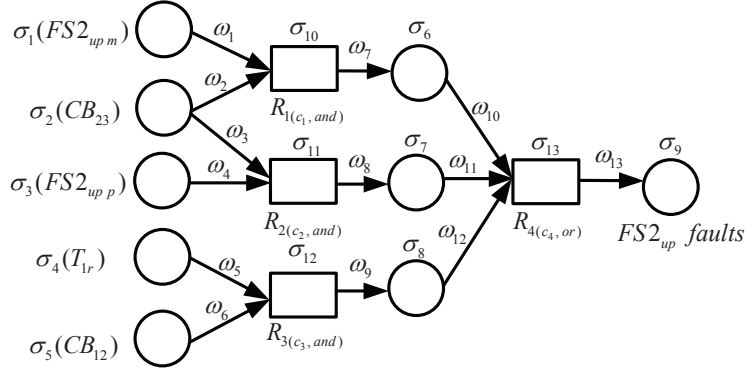 σ1(FS2up m)
ω1
σ10
ω7
σ6
ω2
R1(c1, and)
σ2(CB23)
ω3
ω10
σ11
σ7
σ13
σ9
ω4
ω8
ω11
ω13
σ3(FS2up p)
R2(c2, and)
R4(c4, or)
FS2up faults
σ4(T1r)
ω5
σ12
σ8
ω12
ω9
ω6
R3(c3, and)
σ5(CB12)